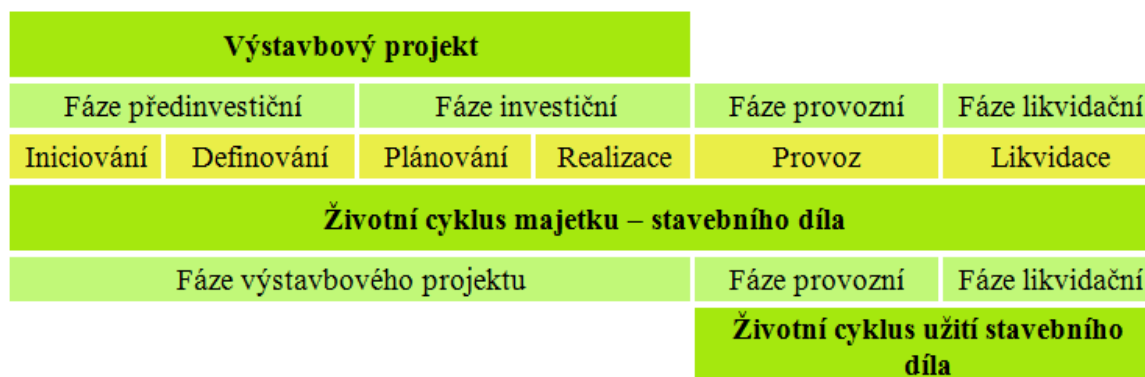 Výstavbový projekt
Fáze předinvestiční Fáze investiční Fáze provozní Fáze likvidační
Iniciování Definování Plánování Realizace Provoz Likvidace
Životní cyklus majetku – stavebního díla
Fáze výstavbového projektu Fáze provozní Fáze likvidační
Životní cyklus užití stavebního
díla